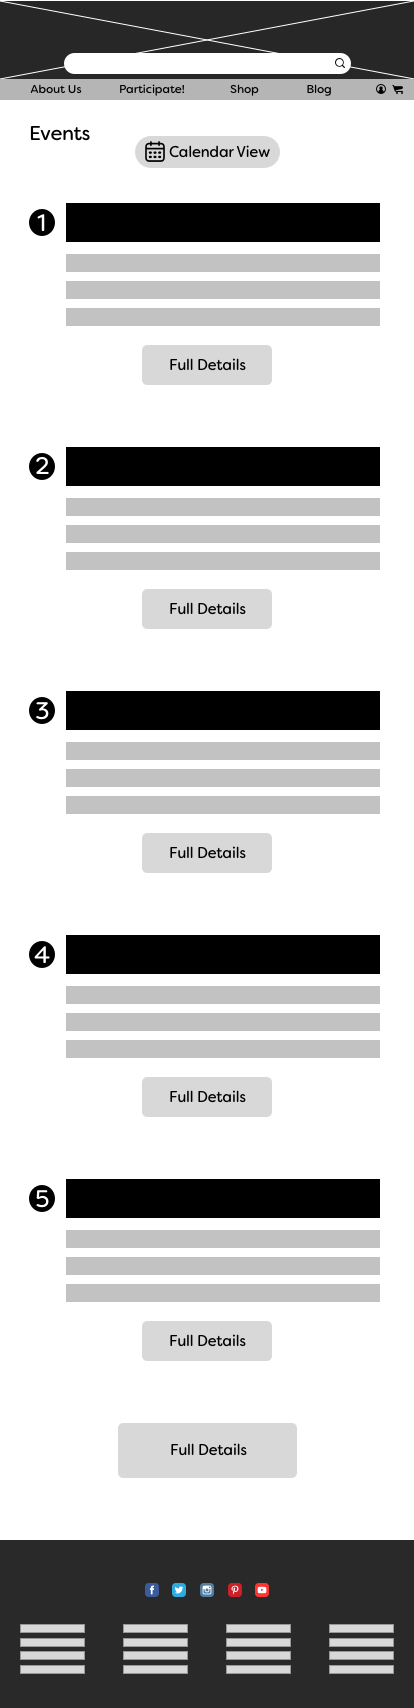 About Us Participate! Shop Blog
Events
Calendar View
1
Full Details
2
Full Details
3
Full Details
4
Full Details
5
Full Details
Full Details